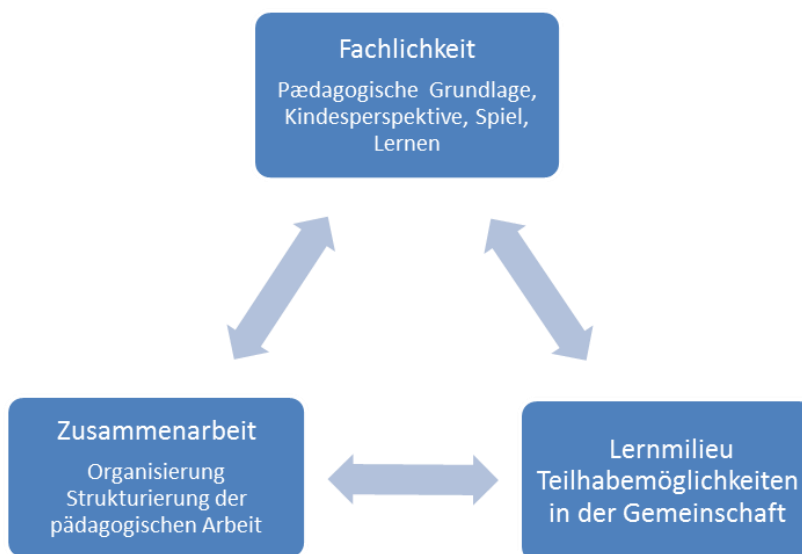 Fachlichkeit
Pædagogische Grundlage,
Kindesperspektive, Spiel,
Lernen
Zusammenarbeit
Organisierung
Strukturierung der
pädagogischen Arbeit
Lernmilieu
Teilhabemöglichkeiten
in der Gemeinschaft